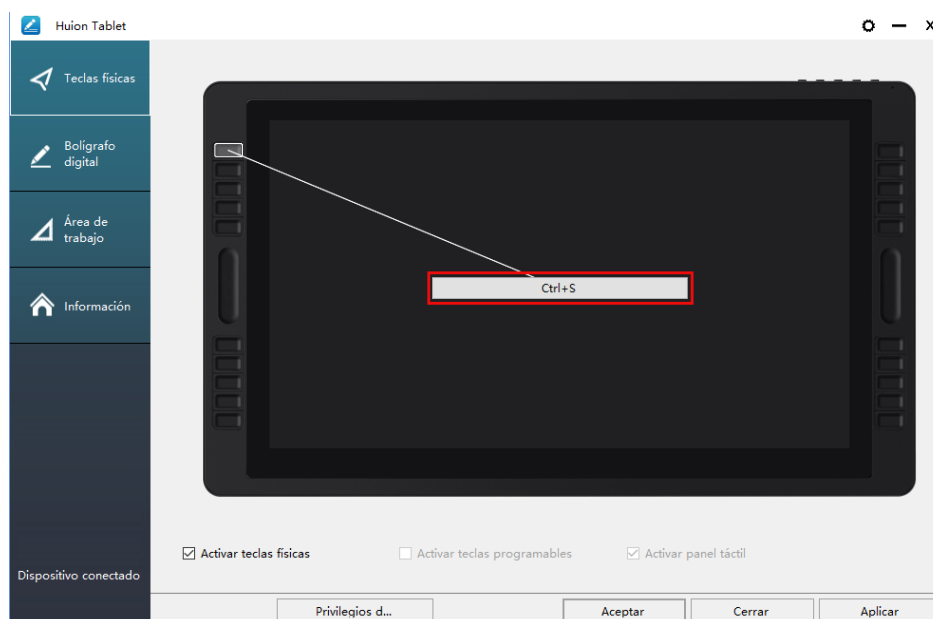 Huion Tablet
Teclas físicas
Bolígrafo
digital
Área de
trabajo
Información
Ctrl+S
Activar teclas físicas
Activar teclas programables
Activar panel táctil
Dispositivo conectado
Privilegios d...
Aceptar
Cerrar
Aplicar